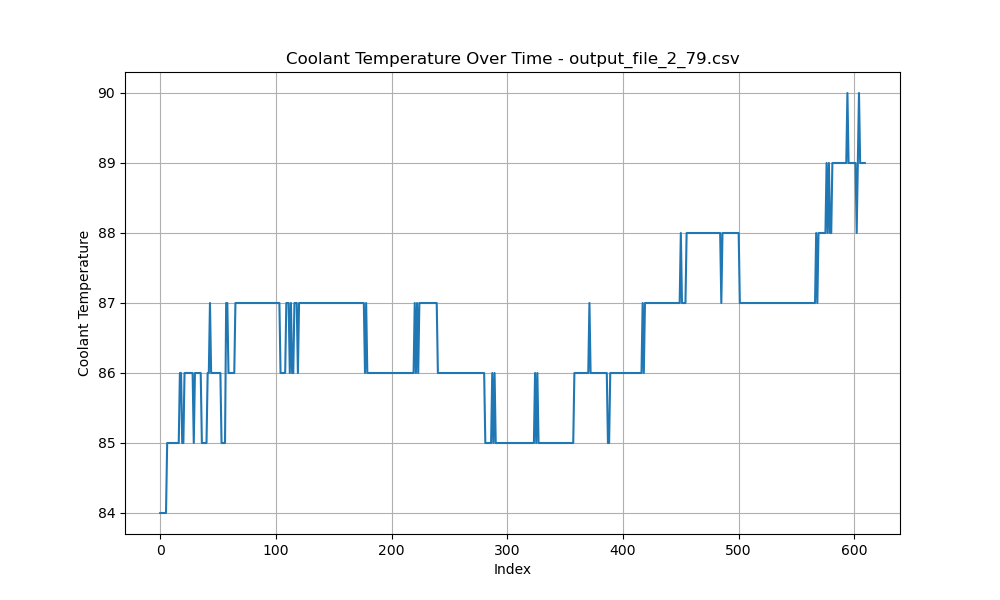 Coolant Temperature Over Time - output_file_2_79.csv
Coolant Temperature
90
89
88
87
86
85
84
0 100 200 300 400 500 600
Index